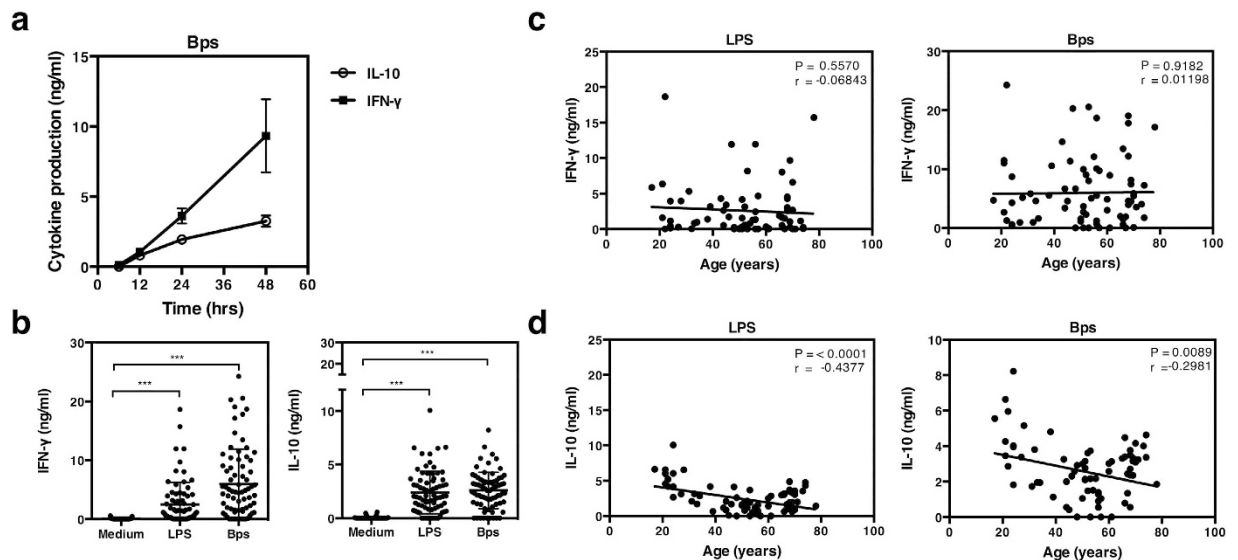 a
Bps
Cytokine production (ng/ml)
15
10
5
0
0 12 24 36 48 60
Time (hrs)
IL-10
IFN-γ
b
IFN-γ (ng/ml)
30
20
10
0
***
***
Medium LPS Bps
IL-10 (ng/ml)
30
20
10
5
0
***
***
Medium LPS Bps
c
LPS
P = 0.5570
r = -0.06843
IFN-γ (ng/ml)
25
20
15
10
5
0
0 20 40 60 80 100
Age (years)
Bps
P = 0.9182
r = 0.01198
IFN-γ (ng/ml)
30
20
10
0
0 20 40 60 80 100
Age (years)
d
LPS
P = < 0.0001
r = -0.4377
IL-10 (ng/ml)
25
20
15
10
5
0
0 20 40 60 80 100
Age (years)
Bps
P = 0.0089
r = -0.2981
IL-10 (ng/ml)
10
8
6
4
2
0
0 20 40 60 80 100
Age (years)